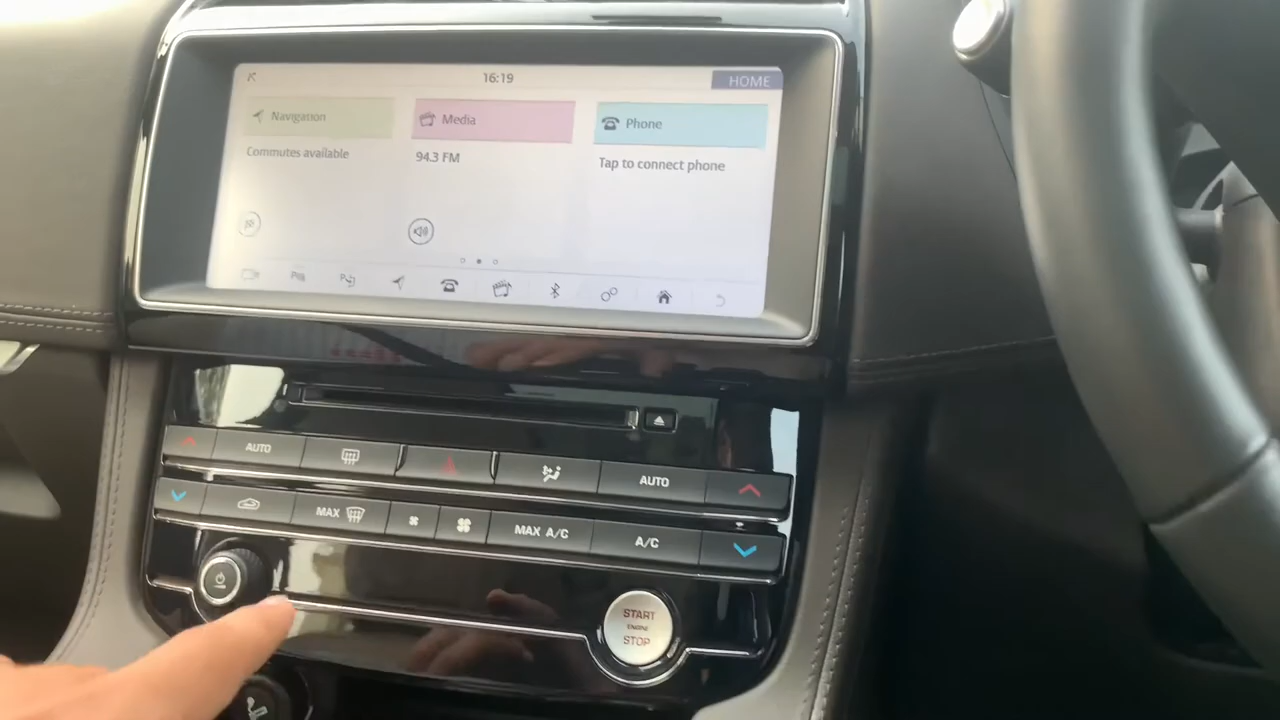 16:19
HOME
Navigation
Media
Phone
Commutes available
94.3 FM
Tap to connect phone
AUTO
AUTO
MAX
MAX A/C
A/C
START
ENGINE
STOP